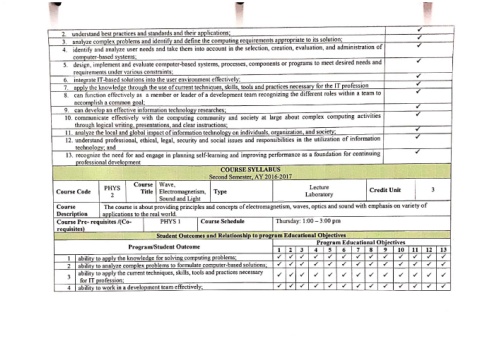 2. understand best practices and standards and their applications; ✓
3. analyze complex problems and identify and define the computing requirements appropriate to its solution; ✓
4. identify and analyze user needs and take them into account in the selection, creation, evaluation, and administration of ✓
computer-based systems;
5. design, implement and evaluate computer-based systems, processes, components or programs to meet desired needs and ✓
requirements under various constraints;
6. integrate IT-based solutions into the user environment effectively; ✓
7. apply the knowledge through the use of current techniques, skills, tools and practices necessary for the IT profession ✓
8. can function effectively as a member or leader of a development team recognizing the different roles within a team to ✓
accomplish a common goal;
9. can develop an effective information technology researches; ✓
10. communicate effectively with the computing community and society at large about complex computing activities ✓
through logical writing, presentations, and clear instructions;
11. analyze the local and global impact of information technology on individuals, organization, and society; ✓
12. understand professional, ethical, legal, security and social issues and responsibilities in the utilization of information ✓
technology; and
13. recognize the need for and engage in planning self-learning and improving performance as a foundation for continuing ✓
professional development
COURSE SYLLABUS
Second Semester, AY 2016-2017
Course Code PHYS 2 Course Title Wave, Electromagnetism, Sound and Light Type Lecture Laboratory Credit Unit 3
Course Description The course is about providing principles and concepts of electromagnetism, waves, optics and sound with emphasis on variety of
applications to the real world.
Course Pre- requisites /(Co-requisites) PHYS 1 Course Schedule Thursday: 1:00 – 3:00 pm
Student Outcomes and Relationship to program Educational Objectives
Program/Student Outcome Program Educational Objectives
1 2 3 4 5 6 7 8 9 10 11 12 13
1 ability to apply the knowledge for solving computing problems; ✓ ✓ ✓ ✓ ✓ ✓ ✓ ✓ ✓ ✓ ✓ ✓ ✓
2 ability to analyze complex problems to formulate computer-based solutions; ✓ ✓ ✓ ✓ ✓ ✓ ✓ ✓ ✓ ✓ ✓ ✓ ✓
3 ability to apply the current techniques, skills, tools and practices necessary ✓ ✓ ✓ ✓ ✓ ✓ ✓ ✓ ✓ ✓ ✓ ✓ ✓
for IT profession;
4 ability to work in a development team effectively; ✓ ✓ ✓ ✓ ✓ ✓ ✓ ✓ ✓ ✓ ✓ ✓ ✓